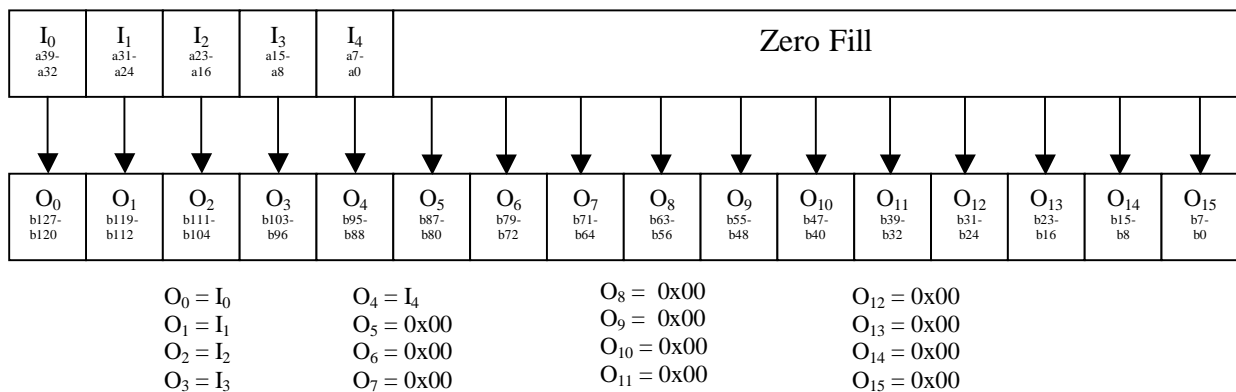 I₀ I₁ I₂ I₃ I₄ Zero Fill
a39- a31- a23- a15- a7-
a32 a24 a16 a8 a0
O₀ O₁ O₂ O₃ O₄ O₅ O₆ O₇ O₈ O₉ O₁₀ O₁₁ O₁₂ O₁₃ O₁₄ O₁₅
b127- b119- b111- b103- b95- b87- b79- b71- b63- b55- b47- b39- b31- b23- b15- b7-
b120 b112 b104 b96 b88 b80 b72 b64 b56 b48 b40 b32 b24 b16 b8 b0
O₀ = I₀ O₄ = I₄ O₈ = 0x00 O₁₂ = 0x00
O₁ = I₁ O₅ = 0x00 O₉ = 0x00 O₁₃ = 0x00
O₂ = I₂ O₆ = 0x00 O₁₀ = 0x00 O₁₄ = 0x00
O₃ = I₃ O₇ = 0x00 O₁₁ = 0x00 O₁₅ = 0x00